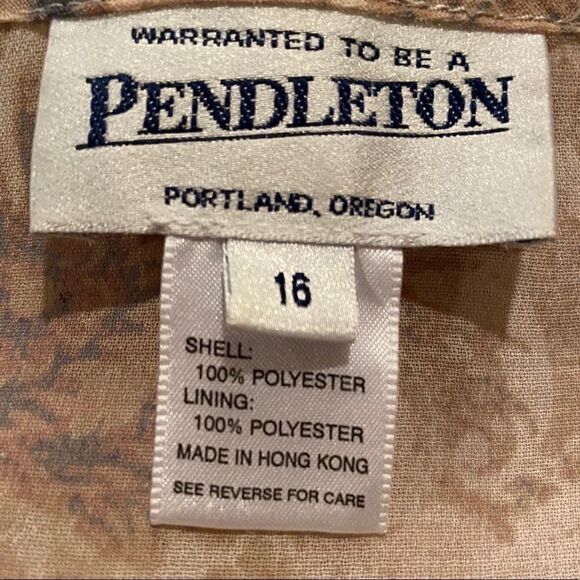 WARRANTED TO BE A
PENDLETON
PORTLAND, OREGON
16
SHELL:
100% POLYESTER
LINING:
100% POLYESTER
MADE IN HONG KONG
SEE REVERSE FOR CARE